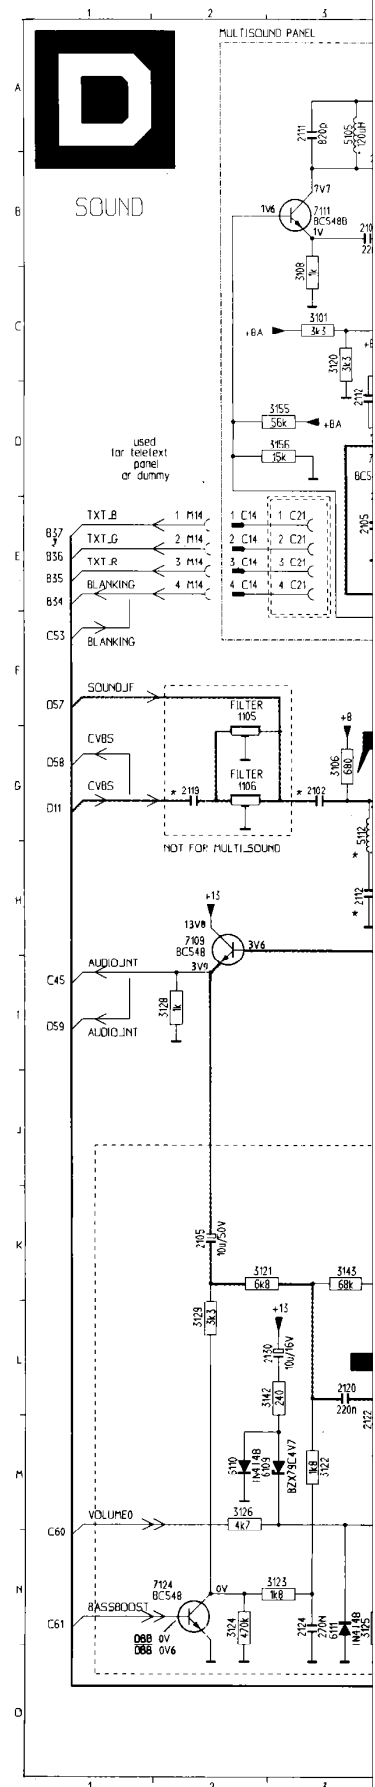 1 2 3
MULTISOUND PANEL
A
D
SOUND
2111
820p
5105
120uH
B
7V7
1V6
7111
BC548B
1V
3108
1k
C
+8A
3101
3k3
3120
3k3
2112
D
3155
56k
+8A
3156
15k
used
for teletext
panel
or dummy
2105
E
B37
TXT_B
1 M14
1 C14
1 C21
B36
TXT_G
2 M14
2 C14
2 C21
B35
TXT_R
3 M14
3 C14
3 C21
B34
BLANKING
4 M14
4 C14
4 C21
C53
BLANKING
F
D57
SOUND_IF
FILTER
1105
D58
CVBS
G
FILTER
1106
+8
3106
680
D11
CVBS
* 2119
* 2102
5112
*
NOT FOR MULTISOUND
H
2112
*
+13
13V8
7109
BC548
3V6
3V9
C45
AUDIO_INT
I
3128
1k
D59
AUDIO_INT
J
K
2105
10u/50V
3121
6k8
3143
68k
3129
3k3
+13
L
2130
10u/16V
3142
240
2120
220n
2122
M
6110
1N4148
6109
BZX79C4V7
1k8
3122
C60
VOLUME0
3126
4k7
N
7124
BC548
0V
3123
1k8
C61
BASSBOOST
DBB 0V
DBB 0V6
3124
470k
2124
270N
6111
1N4148
3125
O
1 2 3